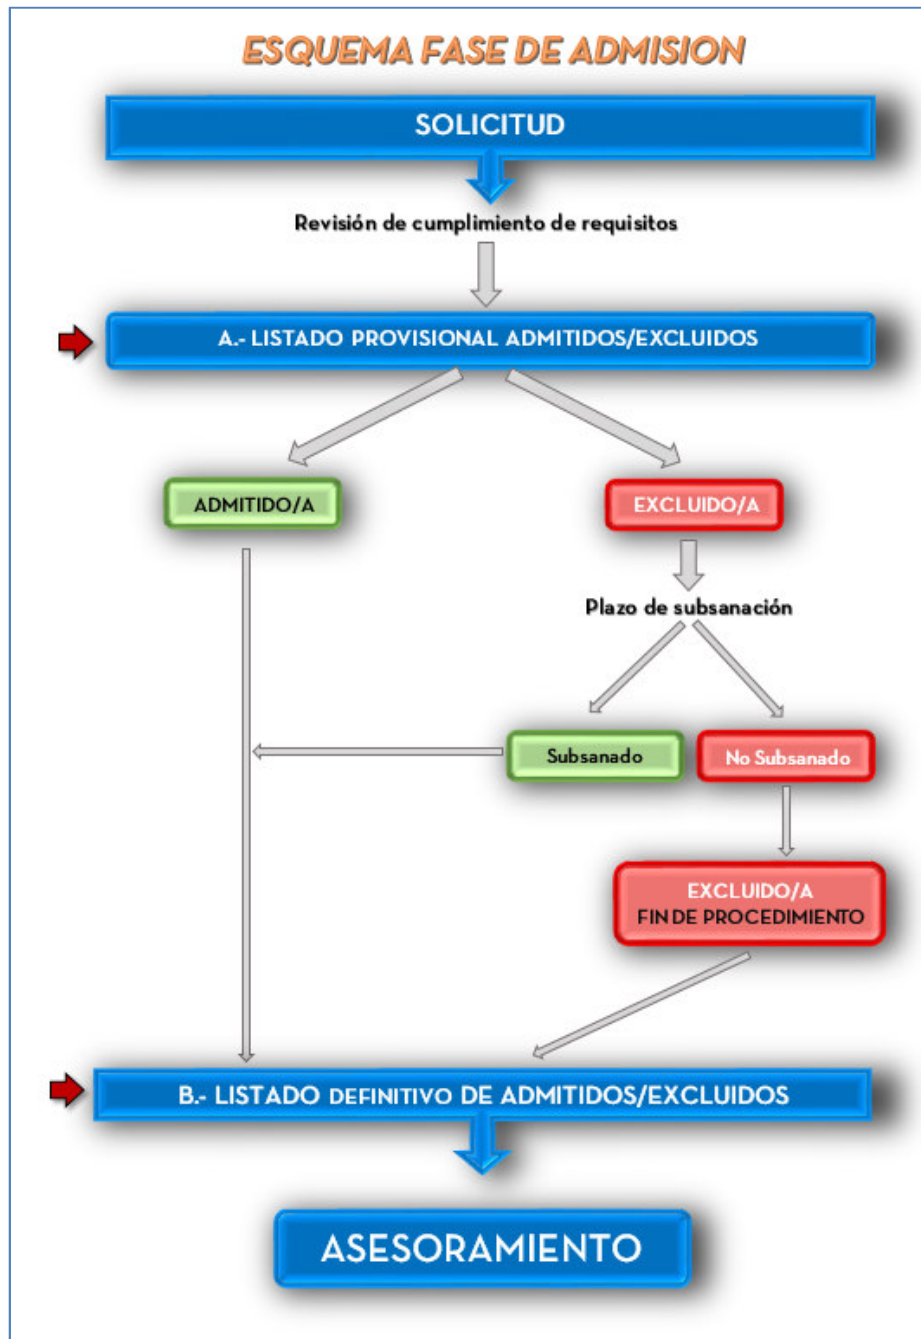 ESQUEMA FASE DE ADMISION
SOLICITUD
Revisión de cumplimiento de requisitos
A.- LISTADO PROVISIONAL ADMITIDOS/EXCLUIDOS
ADMITIDO/A
EXCLUIDO/A
Plazo de subsanación
Subsanado
No Subsanado
EXCLUIDO/A
FIN DE PROCEDIMIENTO
B.- LISTADO DEFINITIVO DE ADMITIDOS/EXCLUIDOS
ASESORAMIENTO